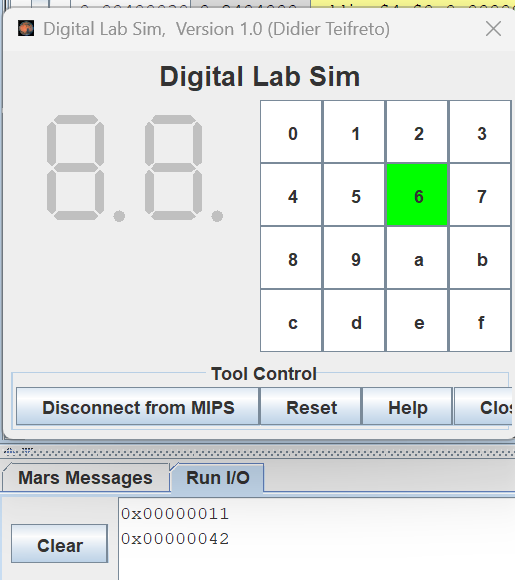 Digital Lab Sim, Version 1.0 (Didier Teifreto)
Digital Lab Sim
0 1 2 3
4 5 6 7
8 9 a b
c d e f
Tool Control
Disconnect from MIPS Reset Help Clos
Mars Messages Run I/O
Clear
0x00000011
0x00000042